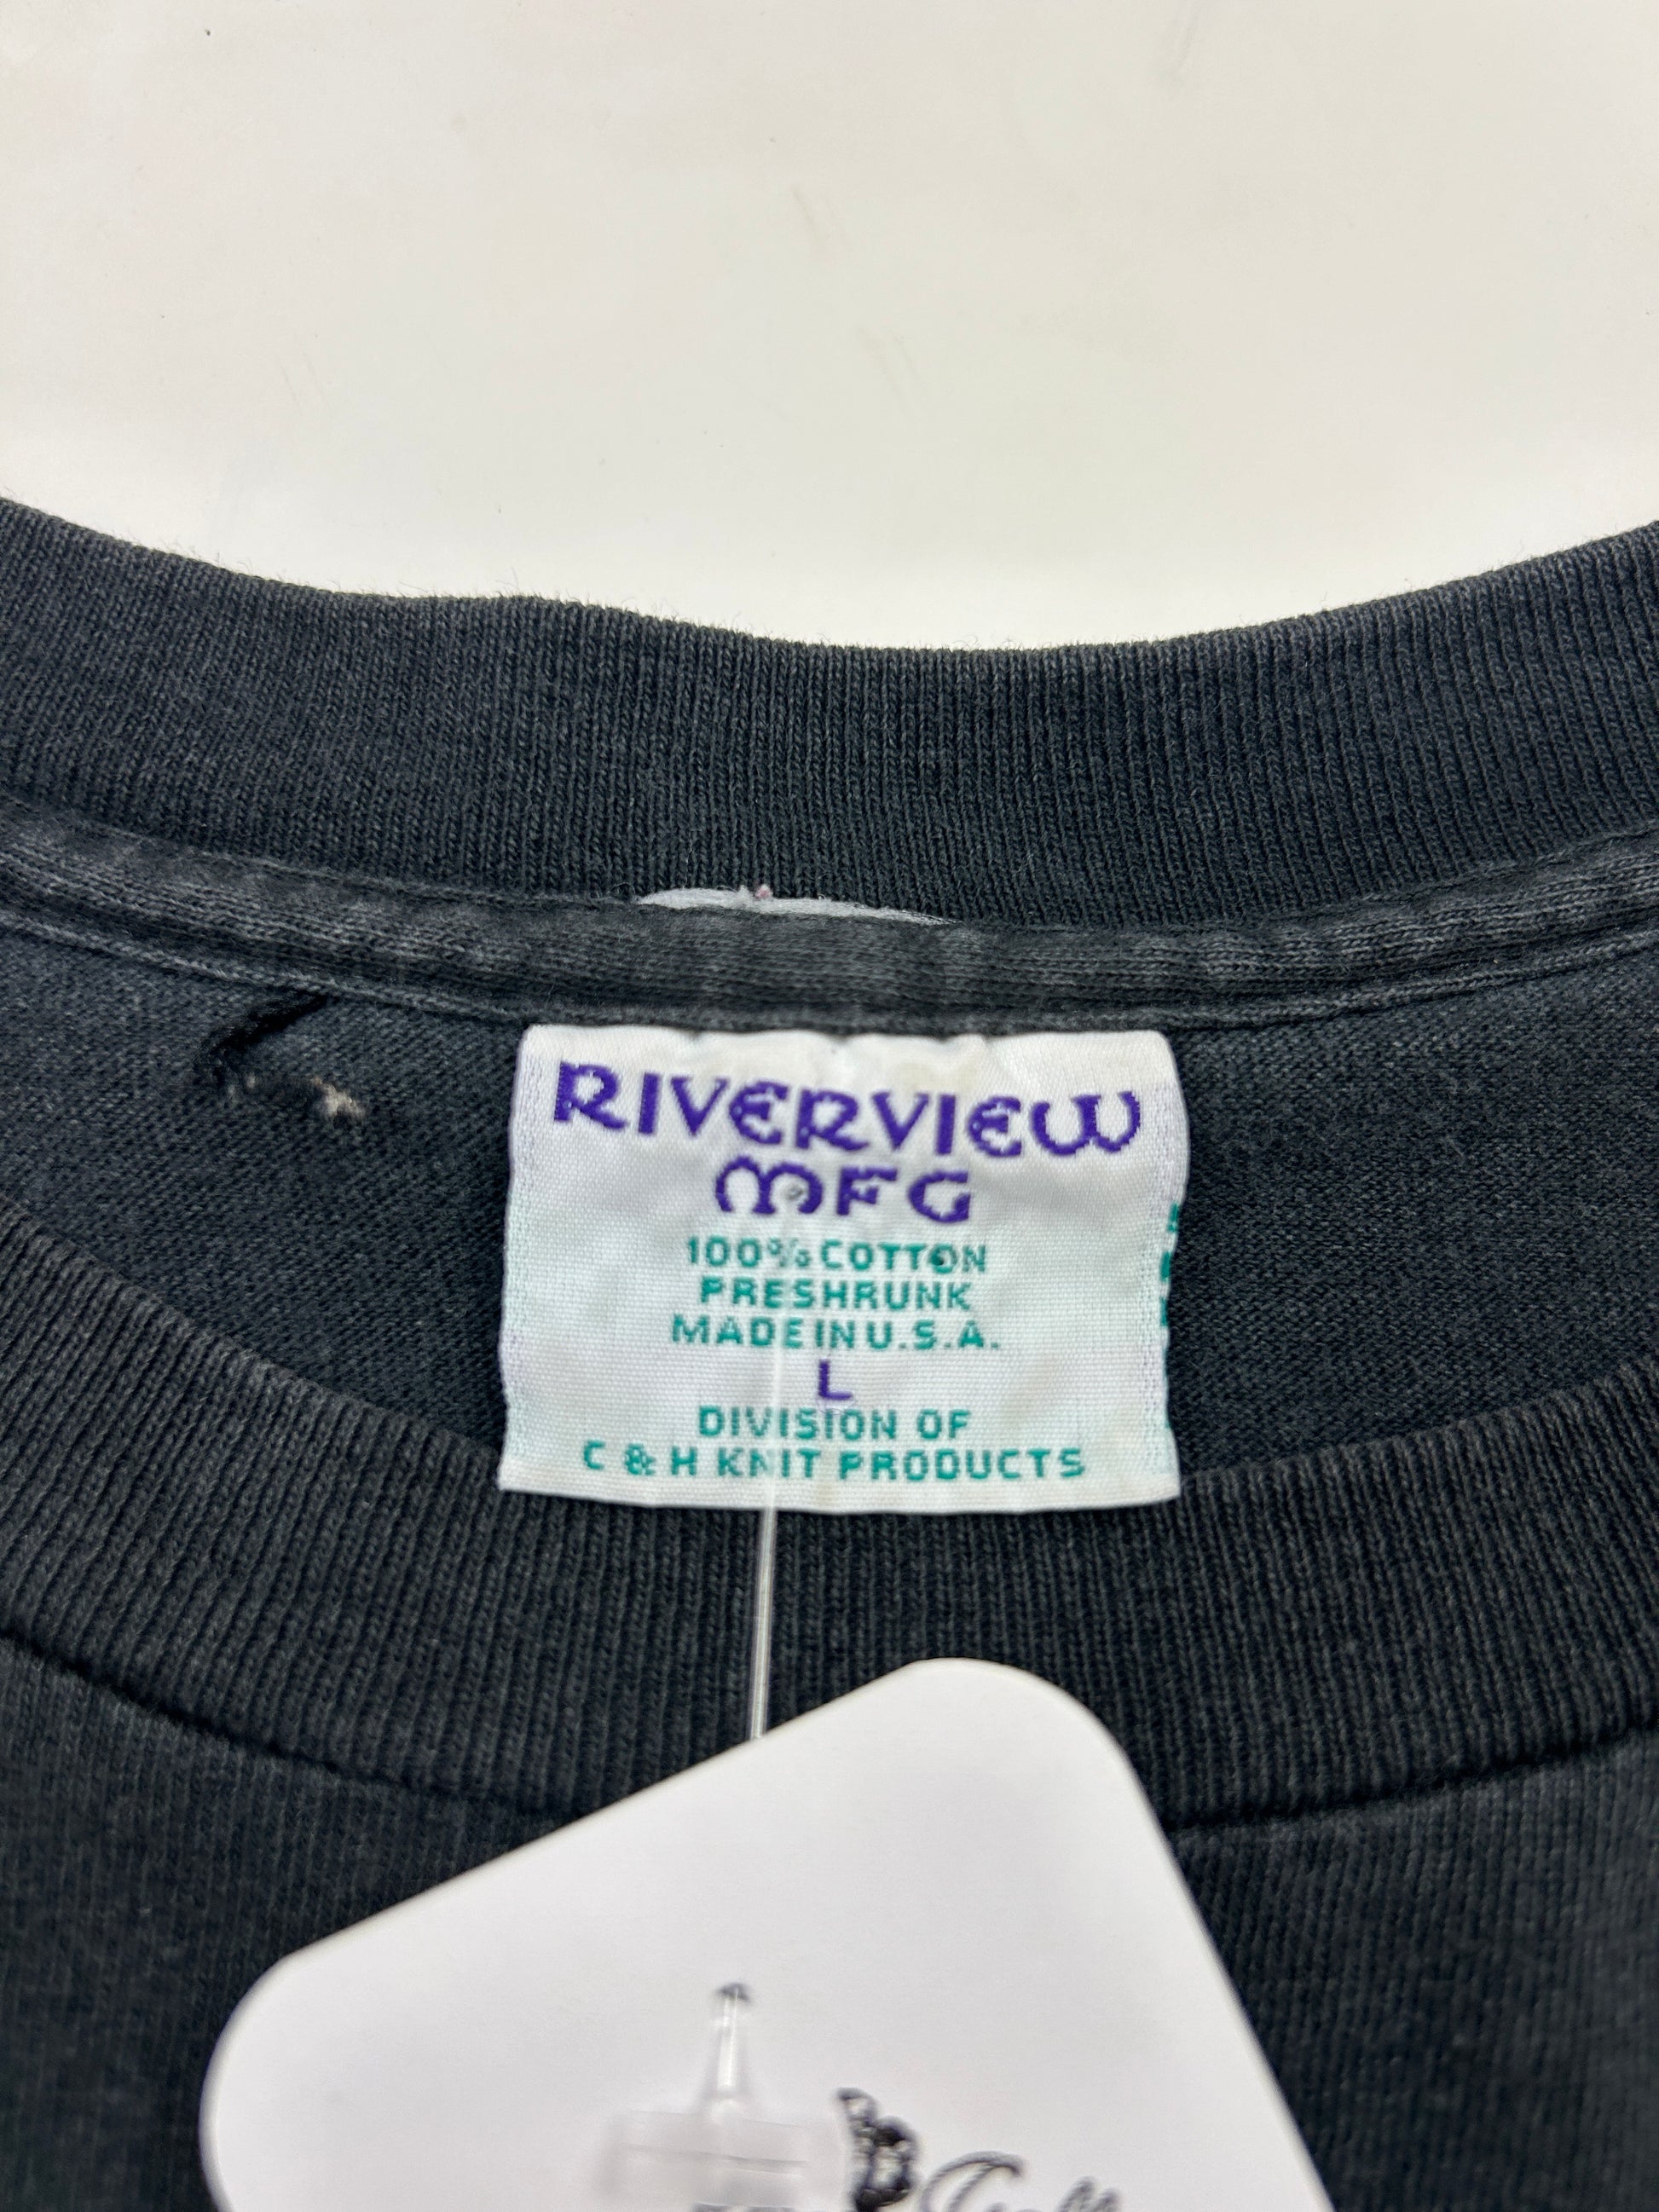 RIVERVIEW
MFG
100% COTTON
PRESHRUNK
MADE IN U.S.A.
L
DIVISION OF
C & H KNIT PRODUCTS